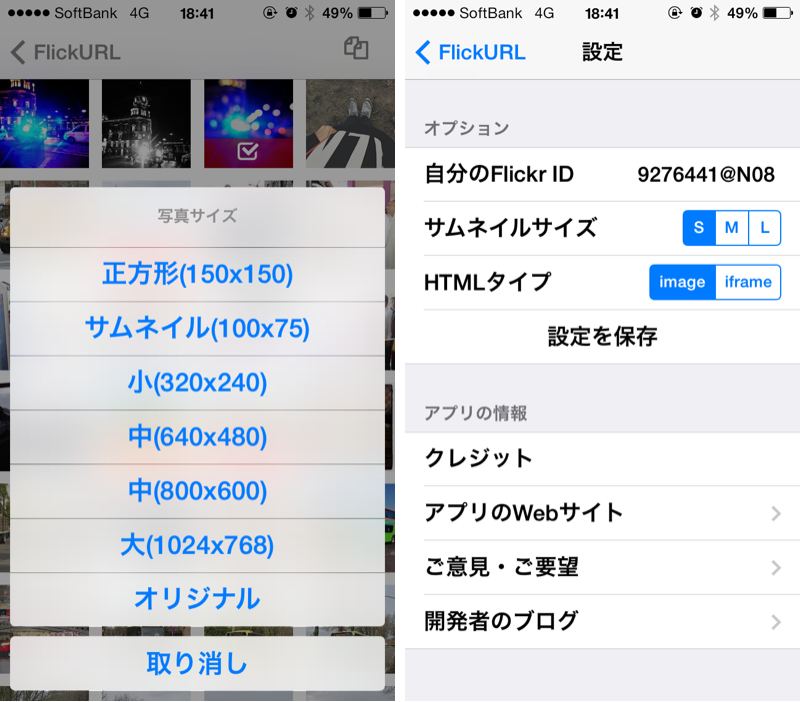 SoftBank 4G 18:41 49%
FlickURL
写真サイズ
正方形(150x150)
サムネイル(100x75)
小(320x240)
中(640x480)
中(800x600)
大(1024x768)
オリジナル
取り消し
SoftBank 4G 18:41 49%
FlickURL 設定
オプション
自分のFlickr ID 9276441@N08
サムネイルサイズ S M L
HTMLタイプ image iframe
設定を保存
アプリの情報
クレジット
アプリのWebサイト
ご意見・ご要望
開発者のブログ